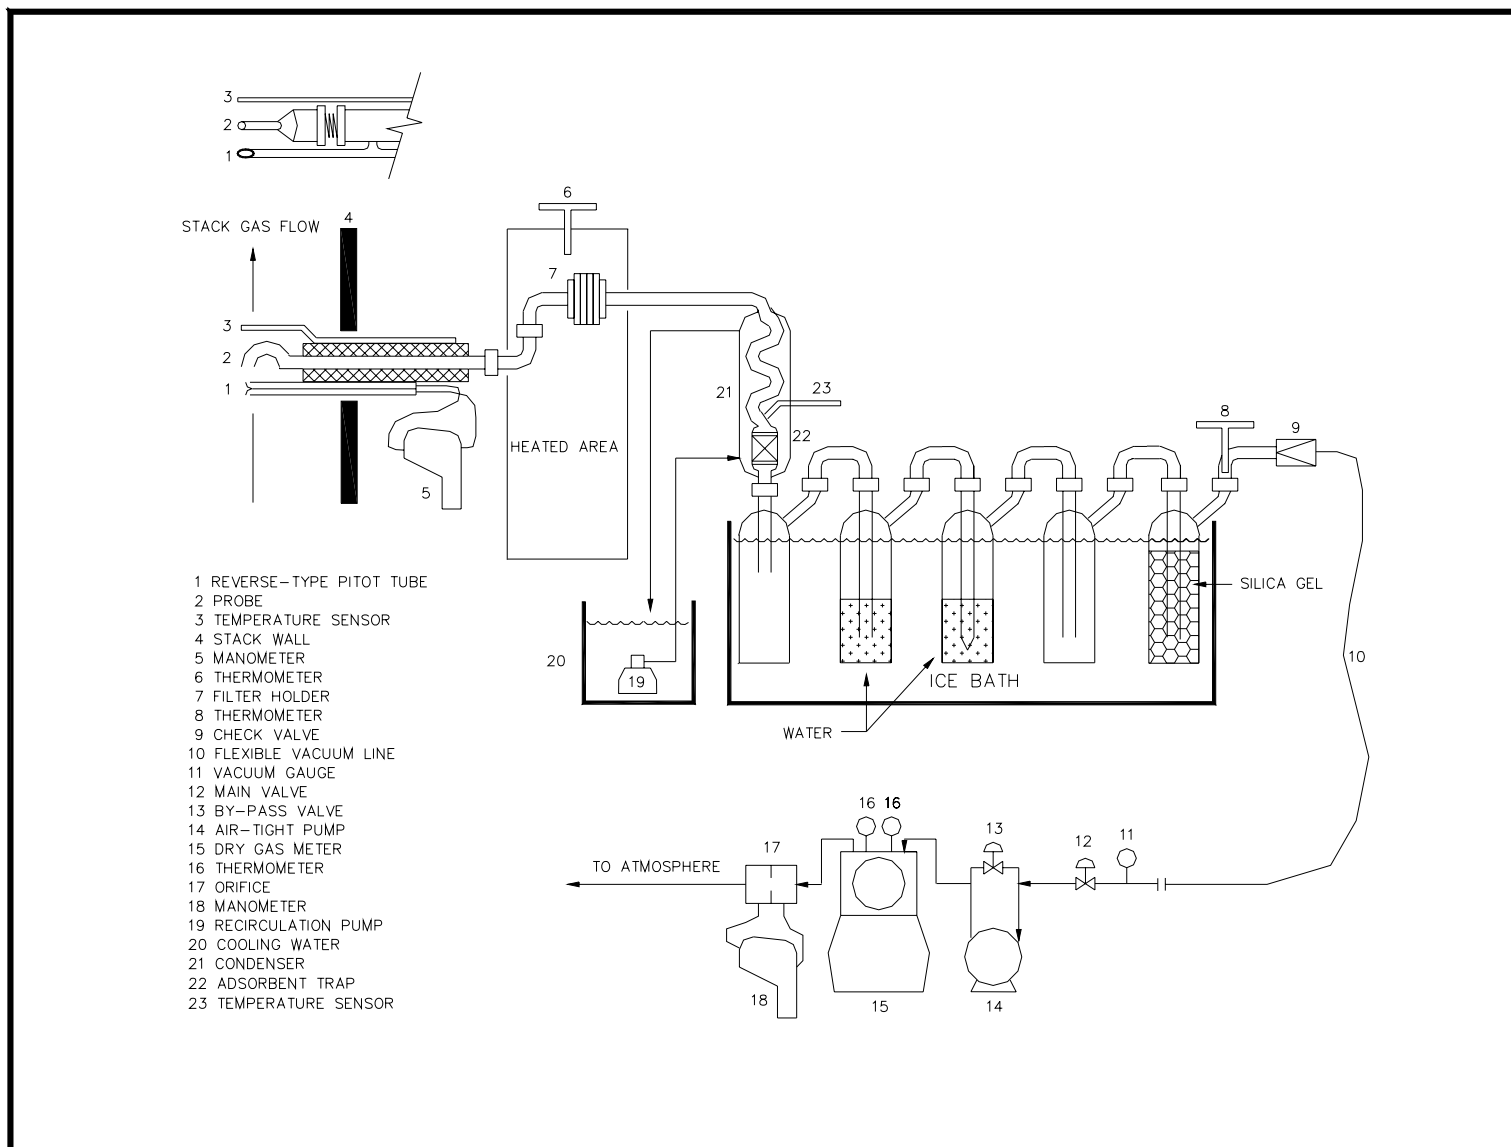 3
2
1
STACK GAS FLOW
4
6
7
3
2
1
5
HEATED AREA
21
23
22
8
9
10
SILICA GEL
ICE BATH
WATER
20
19
1 REVERSE-TYPE PITOT TUBE
2 PROBE
3 TEMPERATURE SENSOR
4 STACK WALL
5 MANOMETER
6 THERMOMETER
7 FILTER HOLDER
8 THERMOMETER
9 CHECK VALVE
10 FLEXIBLE VACUUM LINE
11 VACUUM GAUGE
12 MAIN VALVE
13 BY-PASS VALVE
14 AIR-TIGHT PUMP
15 DRY GAS METER
16 THERMOMETER
17 ORIFICE
18 MANOMETER
19 RECIRCULATION PUMP
20 COOLING WATER
21 CONDENSER
22 ADSORBENT TRAP
23 TEMPERATURE SENSOR
16 16
13
12
11
17
TO ATMOSPHERE
18
15
14